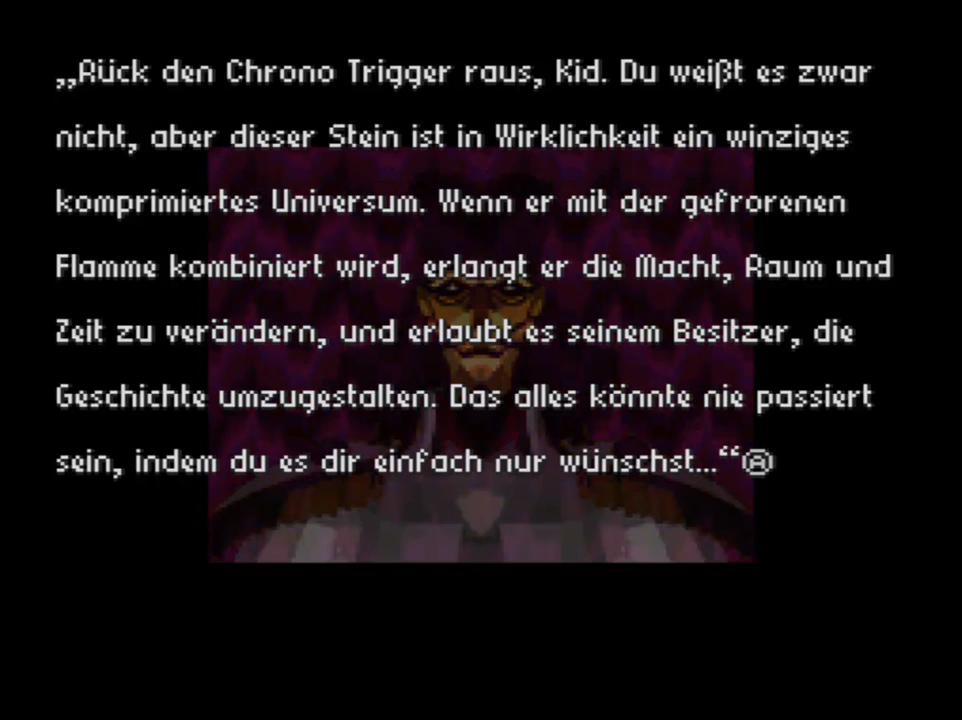 „Rück den Chrono Trigger raus, Kid. Du weißt es zwar
nicht, aber dieser Stein ist in Wirklichkeit ein winziges
komprimiertes Universum. Wenn er mit der gefrorenen
Flamme kombiniert wird, erlangt er die Macht, Raum und
Zeit zu verändern, und erlaubt es seinem Besitzer, die
Geschichte umzugestalten. Das alles könnte nie passiert
sein, indem du es dir einfach nur wünschst...“Ⓐ